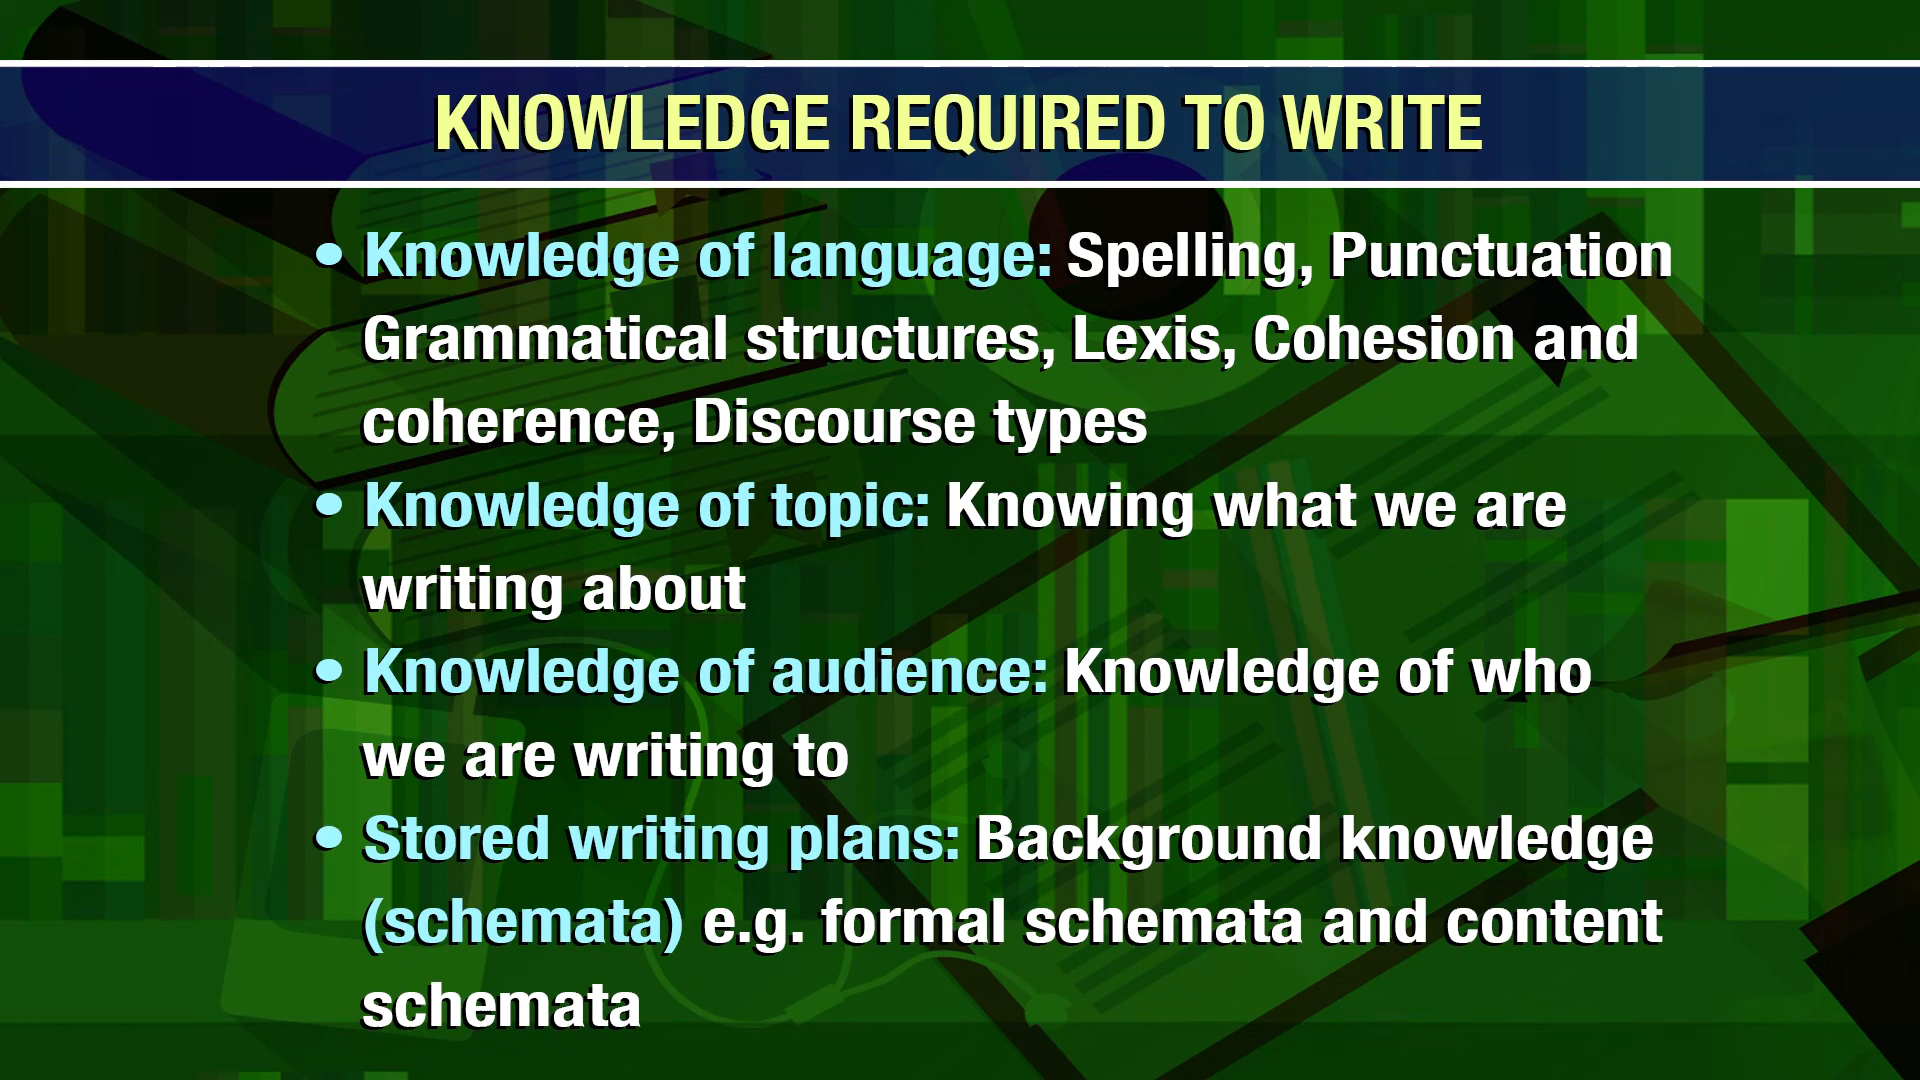 KNOWLEDGE REQUIRED TO WRITE
• Knowledge of language: Spelling, Punctuation
Grammatical structures, Lexis, Cohesion and
coherence, Discourse types
• Knowledge of topic: Knowing what we are
writing about
• Knowledge of audience: Knowledge of who
we are writing to
• Stored writing plans: Background knowledge
(schemata) e.g. formal schemata and content
schemata